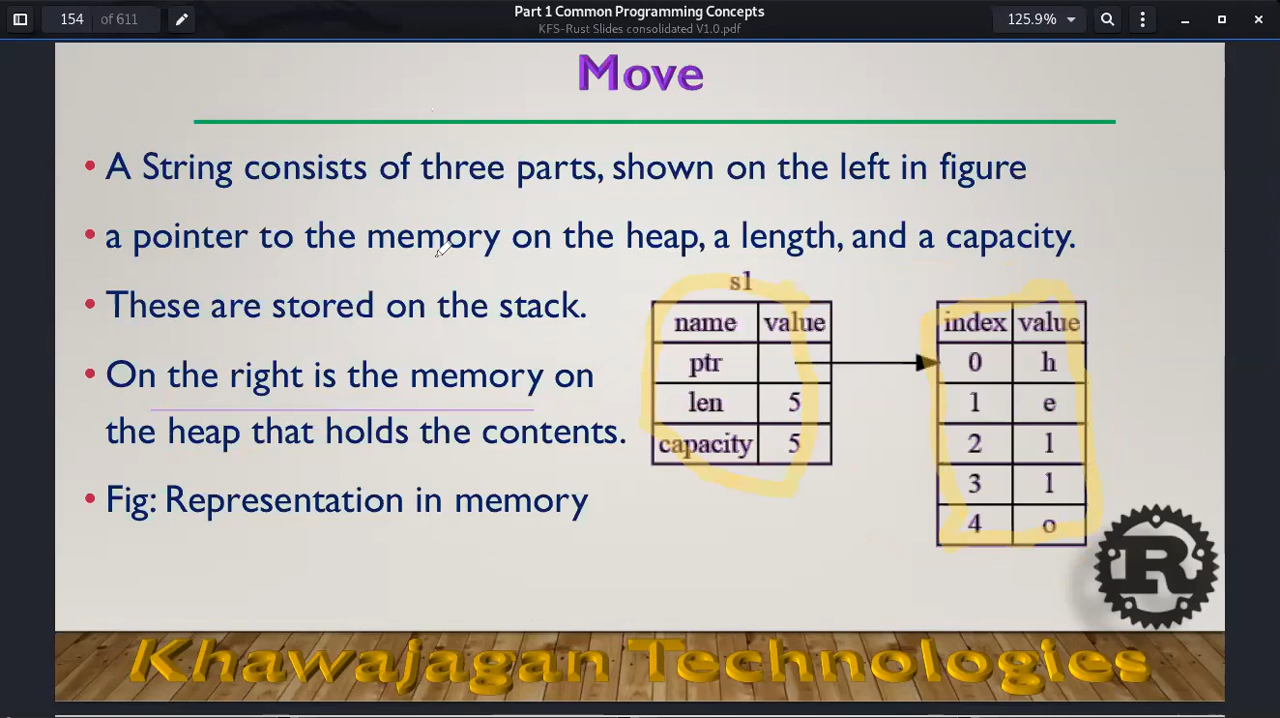 154 of 611
Part 1 Common Programming Concepts
KFS-Rust Slides consolidated V1.0.pdf
125.9%
Move
• A String consists of three parts, shown on the left in figure
• a pointer to the memory on the heap, a length, and a capacity.
• These are stored on the stack.
• On the right is the memory on
the heap that holds the contents.
• Fig: Representation in memory
s1
name value
ptr
len 5
capacity 5
index value
0 h
1 e
2 l
3 l
4 o
R
Khawajagan Technologies